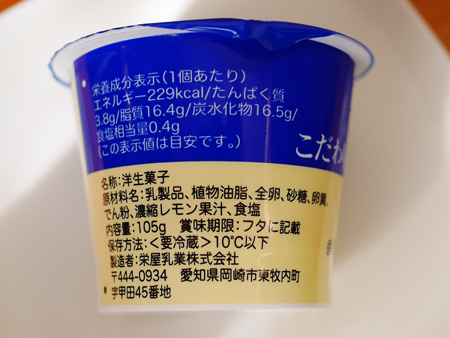 栄養成分表示(1個あたり)
エネルギー229kcal/たんぱく質
3.8g/脂質16.4g/炭水化物16.5g/
食塩相当量0.4g
(この表示値は目安です。)
こだわ
名称:洋生菓子
原材料名:乳製品、植物油脂、全卵、砂糖、卵黄、
でん粉、濃縮レモン果汁、食塩
内容量:105g 賞味期限:フタに記載
保存方法:<要冷蔵>10℃以下
製造者:栄屋乳業株式会社
〒444-0934 愛知県岡崎市東牧内町
字甲田45番地